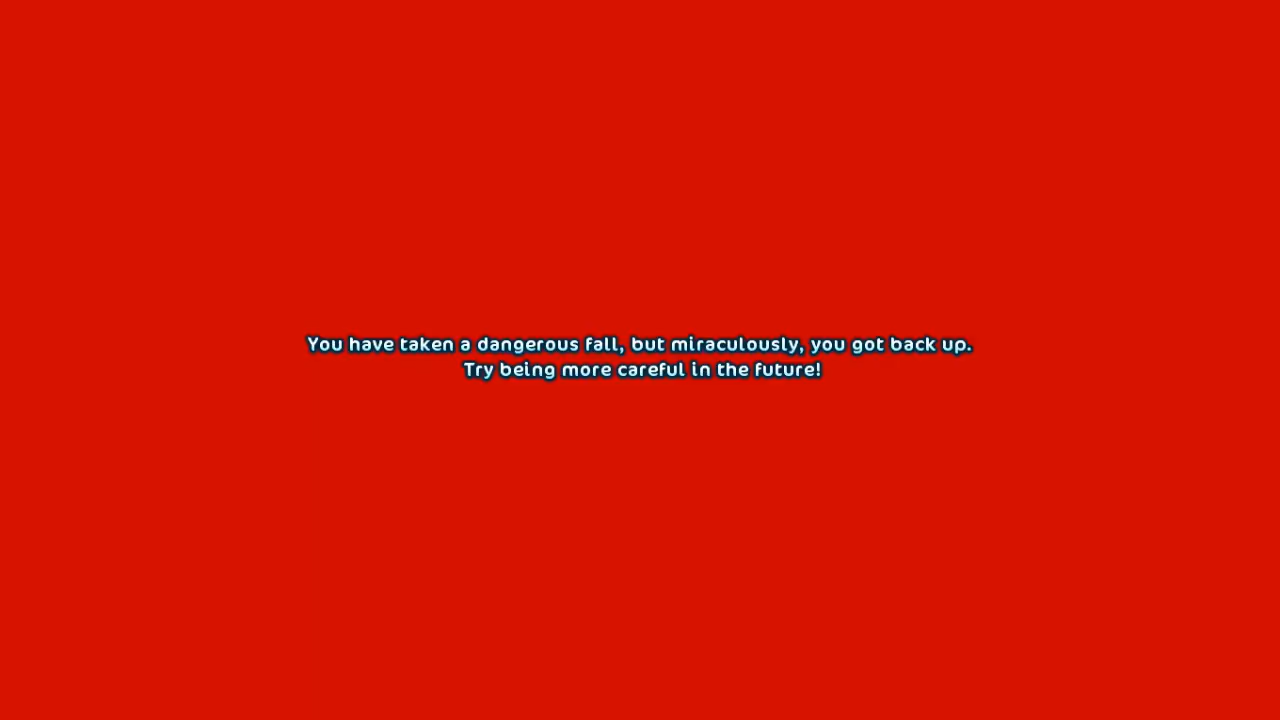 You have taken a dangerous fall, but miraculously, you got back up.
Try being more careful in the future!